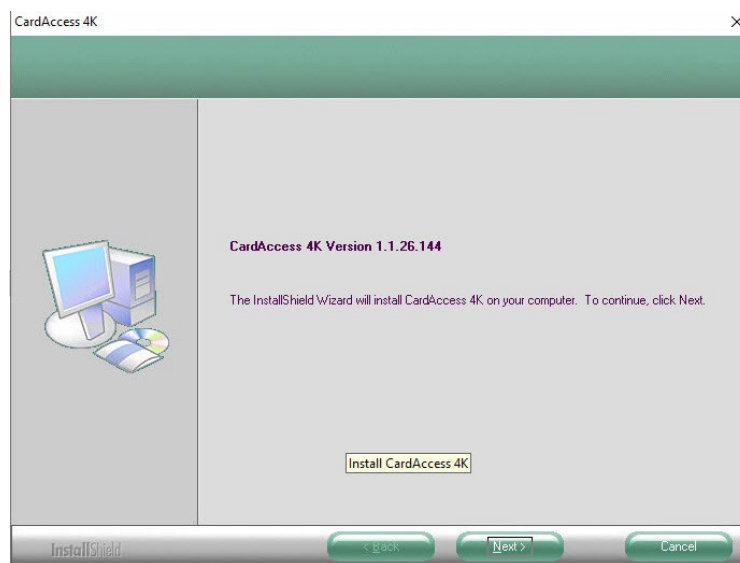 CardAccess 4K
CardAccess 4K Version 1.1.26.144
The InstallShield Wizard will install CardAccess 4K on your computer. To continue, click Next.
Install CardAccess 4K
InstallShield
< Back
Next >
Cancel